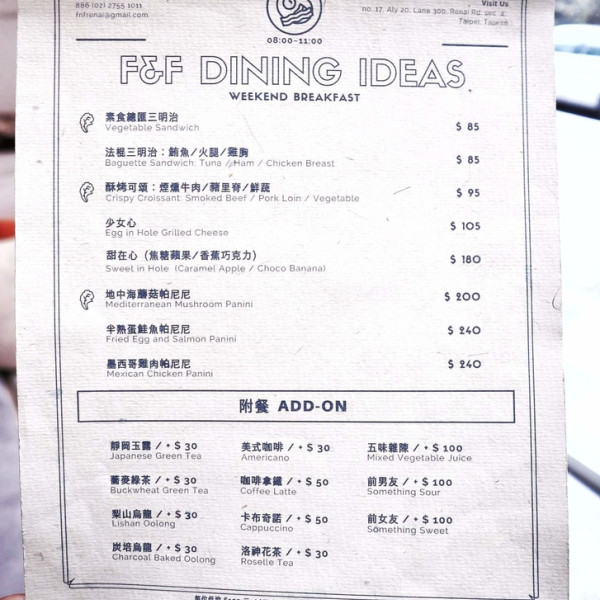 886 (02) 2755 1011
fnfrenai@gmail.com
Visit Us
no. 17, Aly 20, Lane 300, Renai Rd. sec. 4,
Taipei, Taiwan
08:00~11:00
F&F DINING IDEAS
WEEKEND BREAKFAST
素食總匯三明治
Vegetable Sandwich
$ 85
法棍三明治：鮪魚/火腿/雞胸
Baguette Sandwich: Tuna / Ham / Chicken Breast
$ 85
酥烤可頌：煙燻牛肉/豬里脊/鮮蔬
Crispy Croissant: Smoked Beef / Pork Loin / Vegetable
$ 95
少女心
Egg in Hole Grilled Cheese
$ 105
甜在心 (焦糖蘋果/香蕉巧克力)
Sweet in Hole (Caramel Apple / Choco Banana)
$ 180
地中海蘑菇帕尼尼
Mediterranean Mushroom Panini
$ 200
半熟蛋鮭魚帕尼尼
Fried Egg and Salmon Panini
$ 240
墨西哥雞肉帕尼尼
Mexican Chicken Panini
$ 240
附餐 ADD-ON
靜岡玉露 / + $ 30
Japanese Green Tea
蕎麥綠茶 / + $ 30
Buckwheat Green Tea
梨山烏龍 / + $ 30
Lishan Oolong
炭培烏龍 / + $ 30
Charcoal Baked Oolong
美式咖啡 / + $ 30
Americano
咖啡拿鐵 / + $ 50
Coffee Latte
卡布奇諾 / + $ 50
Cappuccino
洛神花茶 / + $ 30
Roselle Tea
五味雜陳 / + $ 100
Mixed Vegetable Juice
前男友 / + $ 100
Something Sour
前女友 / + $ 100
Something Sweet